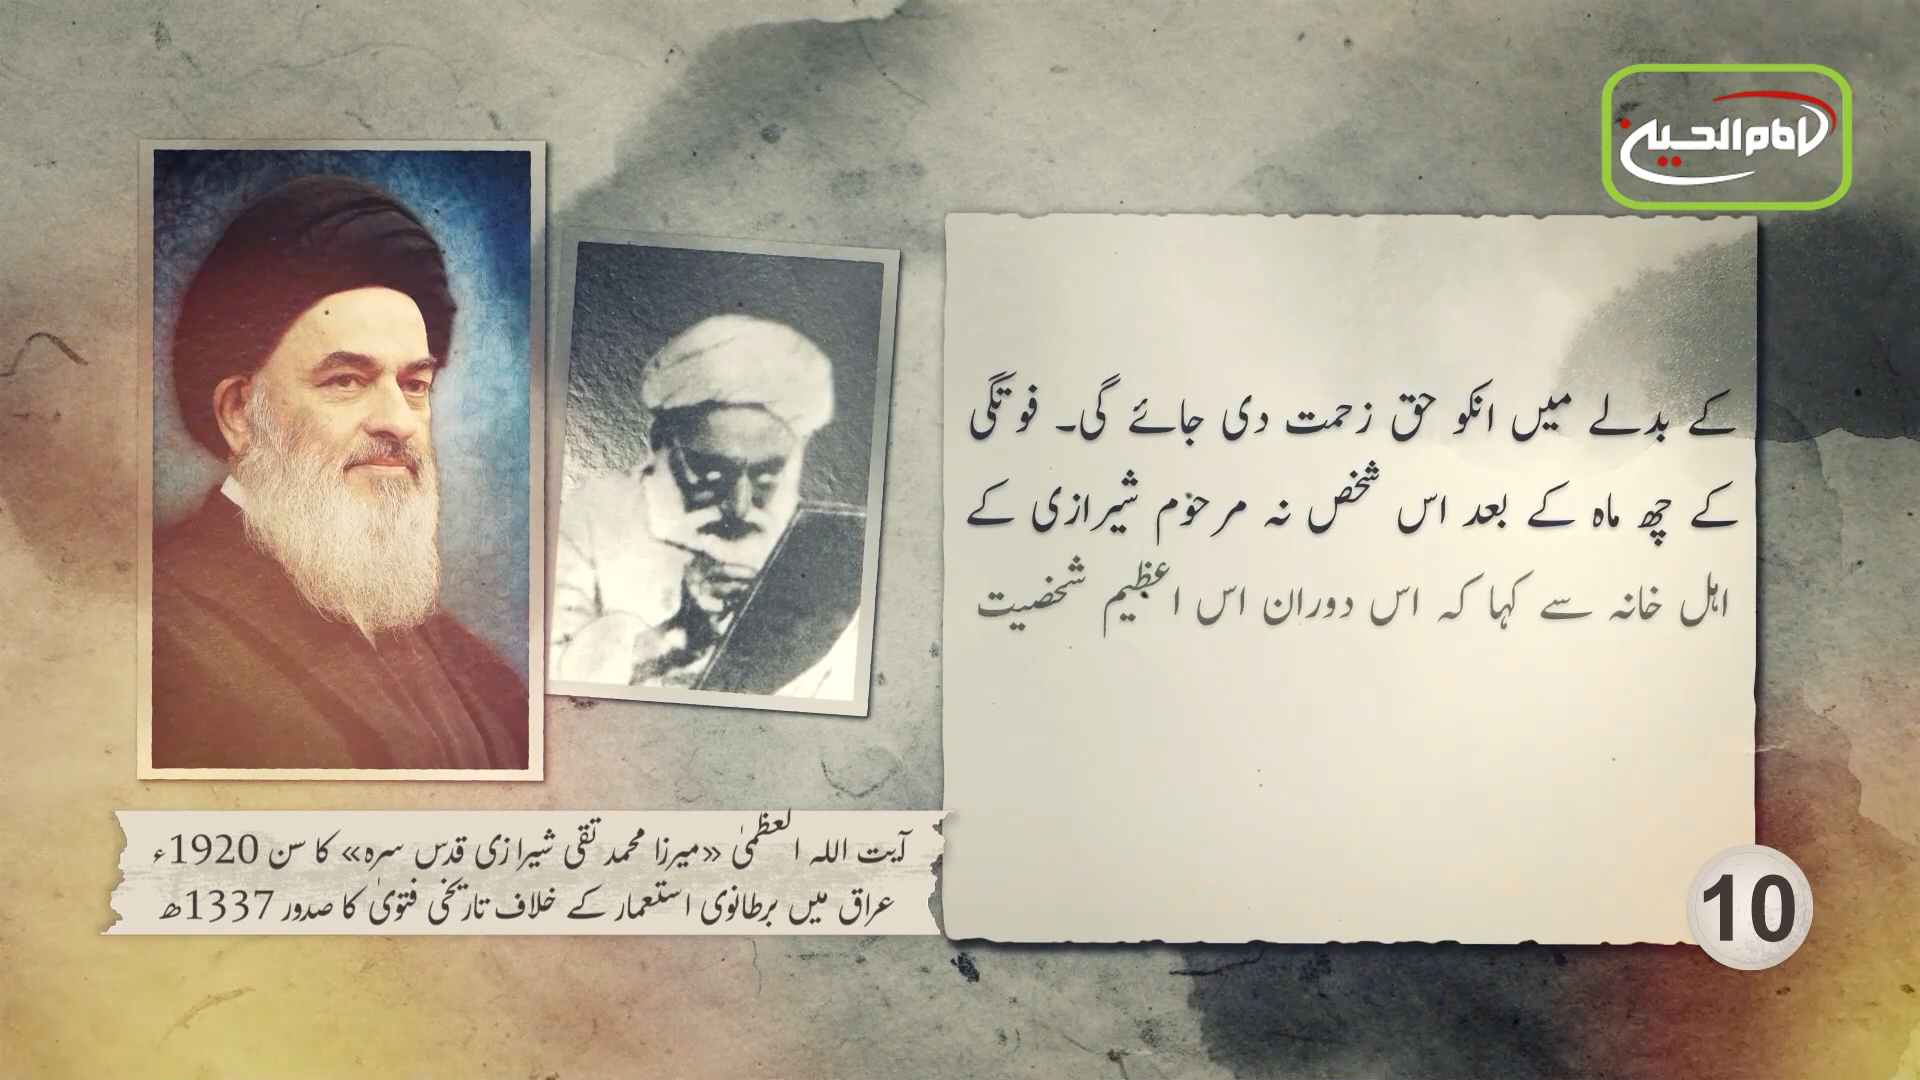 امام الحسین
کے بدلے میں انکو حق زحمت دی جائے گی۔ فوتگی
کے چھ ماہ کے بعد اس شخص نہ مرحوٗم شیرازی کے
اہل خانہ سے کہا کہ اس دوران اس اعظیم شخصیت
آیت اللہ العظمیٰ «میرزا محمد تقی شیرازی قدس سرہ» کا سن 1920ء
عراق میں برطانوی استعمار کے خلاف تاریخی فتویٰ کا صدور 1337ھ
10